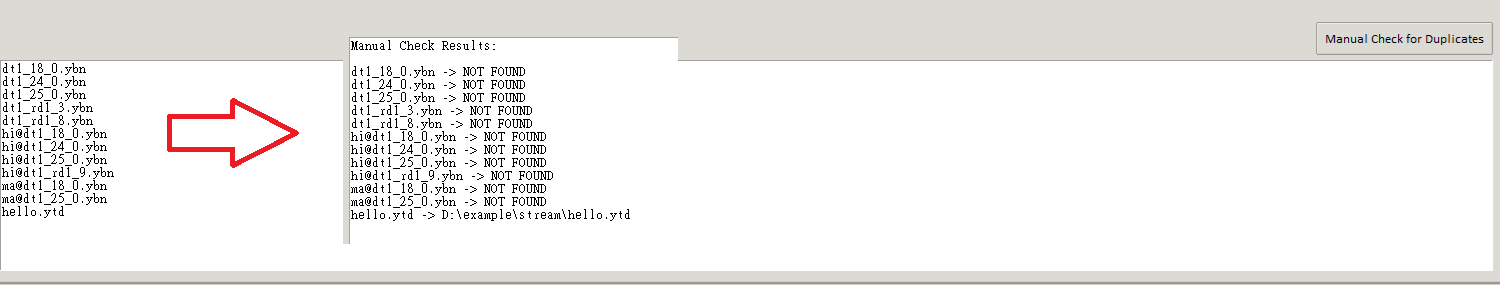 Manual Check for Duplicates
dt1_18_0.ybn
dt1_24_0.ybn
dt1_25_0.ybn
dt1_rd1_3.ybn
dt1_rd1_8.ybn
hi@dt1_18_0.ybn
hi@dt1_24_0.ybn
hi@dt1_25_0.ybn
hi@dt1_rd1_9.ybn
ma@dt1_18_0.ybn
ma@dt1_25_0.ybn
hello.ytd
Manual Check Results:
dt1_18_0.ybn -> NOT FOUND
dt1_24_0.ybn -> NOT FOUND
dt1_25_0.ybn -> NOT FOUND
dt1_rd1_3.ybn -> NOT FOUND
dt1_rd1_8.ybn -> NOT FOUND
hi@dt1_18_0.ybn -> NOT FOUND
hi@dt1_24_0.ybn -> NOT FOUND
hi@dt1_25_0.ybn -> NOT FOUND
hi@dt1_rd1_9.ybn -> NOT FOUND
ma@dt1_18_0.ybn -> NOT FOUND
ma@dt1_25_0.ybn -> NOT FOUND
hello.ytd -> D:\example\stream\hello.ytd